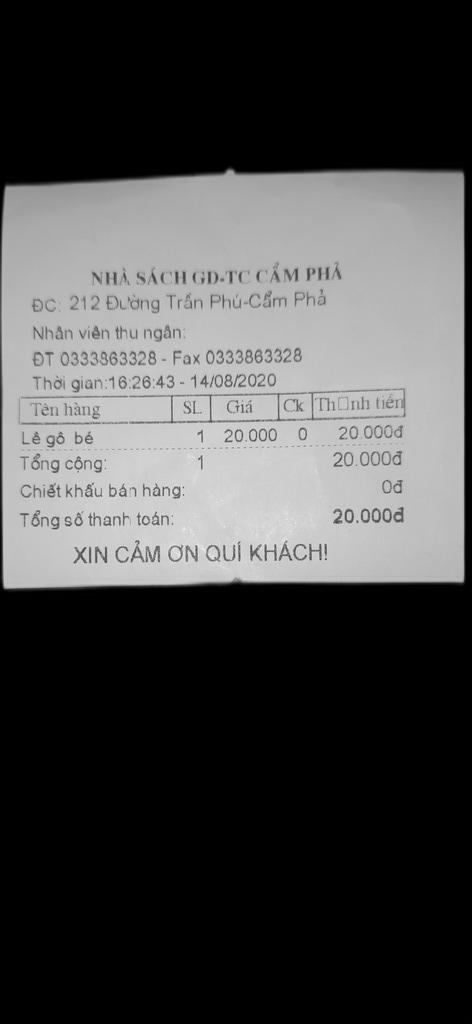 NHÀ SÁCH GD-TC CẨM PHẢ
ĐC: 212 Đường Trần Phú-Cẩm Phả
Nhân viên thu ngân:
ĐT 0333863328 - Fax 0333863328
Thời gian:16:26:43 - 14/08/2020
Tên hàng SL Giá Ck Th□nh tiền
Lê gô bé 1 20.000 0 20.000đ
Tổng cộng: 1 20.000đ
Chiết khấu bán hàng: 0đ
Tổng số thanh toán: 20.000đ
XIN CẢM ƠN QUÍ KHÁCH!